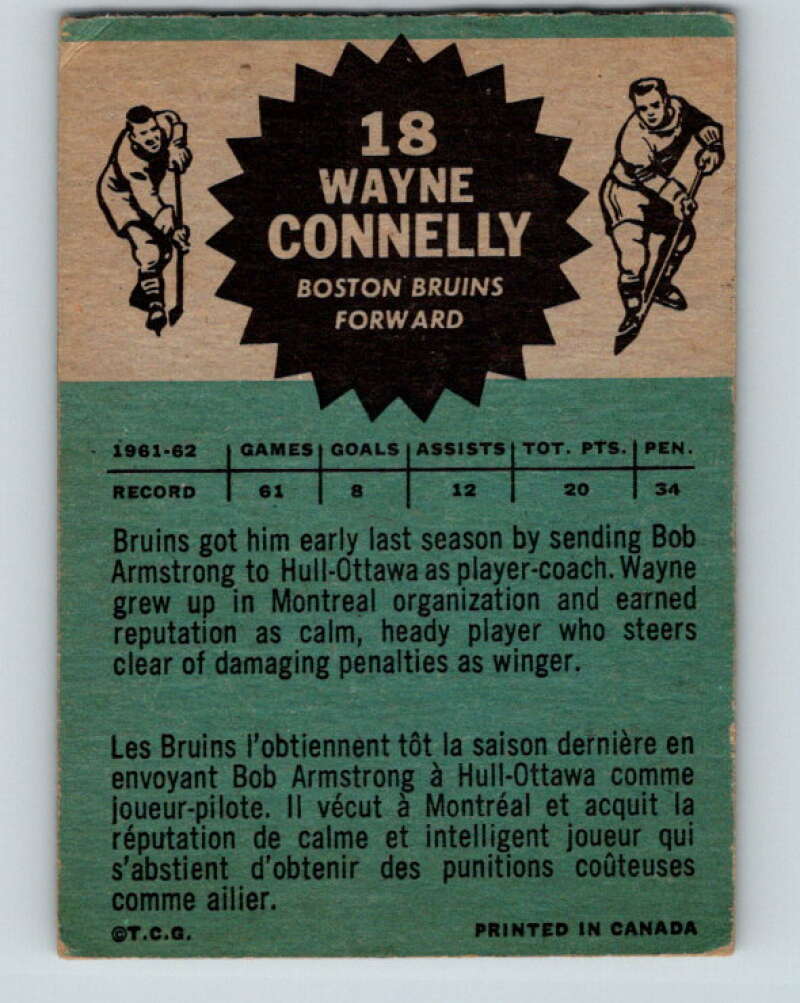 18
WAYNE
CONNELLY
BOSTON BRUINS
FORWARD
1961-62 GAMES GOALS ASSISTS TOT. PTS. PEN.
RECORD 61 8 12 20 34
Bruins got him early last season by sending Bob
Armstrong to Hull-Ottawa as player-coach. Wayne
grew up in Montreal organization and earned
reputation as calm, heady player who steers
clear of damaging penalties as winger.
Les Bruins l'obtiennent tôt la saison dernière en
envoyant Bob Armstrong à Hull-Ottawa comme
joueur-pilote. Il vécut à Montréal et acquit la
réputation de calme et intelligent joueur qui
s'abstient d'obtenir des punitions coûteuses
comme ailier.
©T.C.G. PRINTED IN CANADA